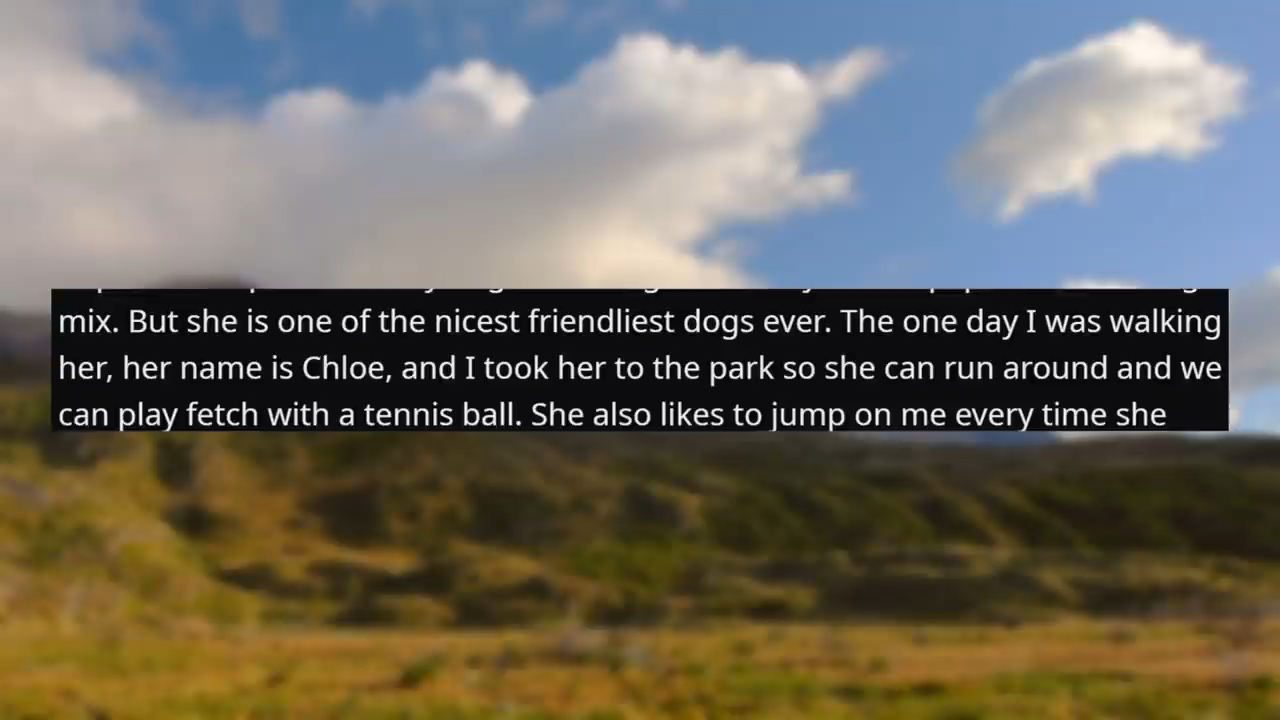 mix. But she is one of the nicest friendliest dogs ever. The one day I was walking
her, her name is Chloe, and I took her to the park so she can run around and we
can play fetch with a tennis ball. She also likes to jump on me every time she